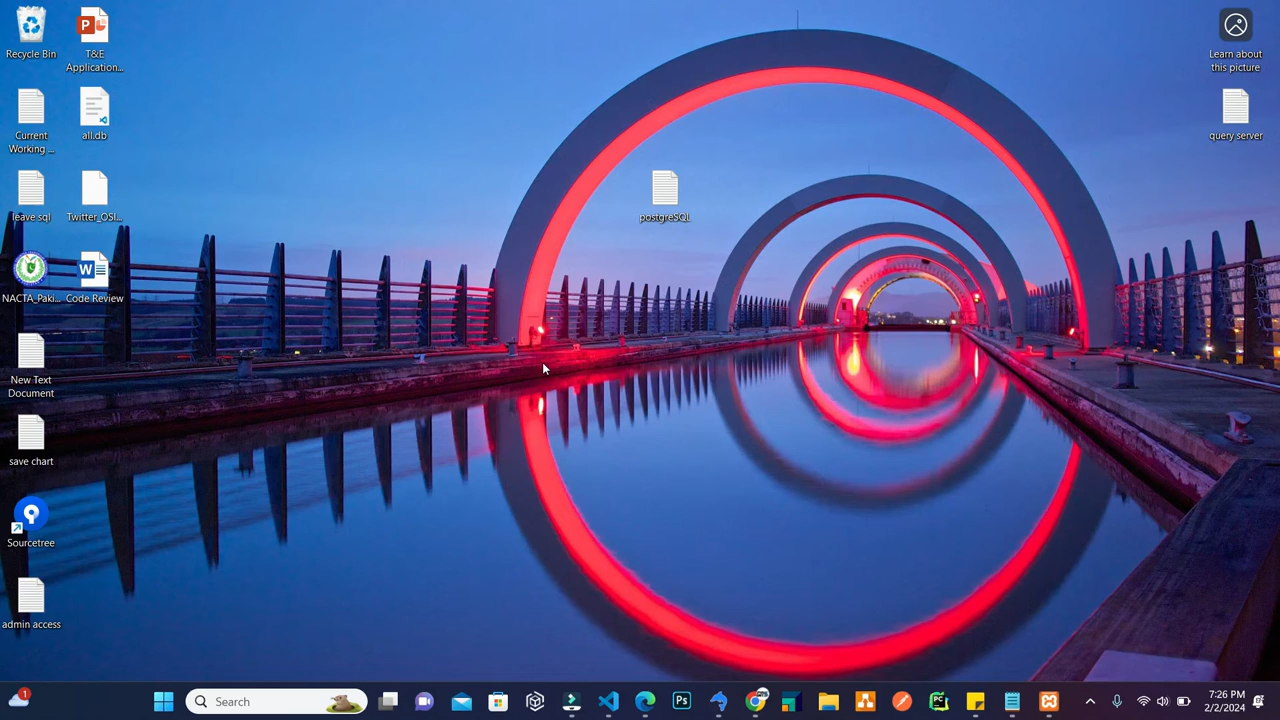 Recycle Bin
T&E
Application...
Current
Working ...
all.db
leave sql
Twitter_OSI...
NACTA_Paki...
Code Review
New Text
Document
save chart
Sourcetree
admin access
postgreSQL
Learn about
this picture
query server
1
Search
7:26 PM
2/2/2024